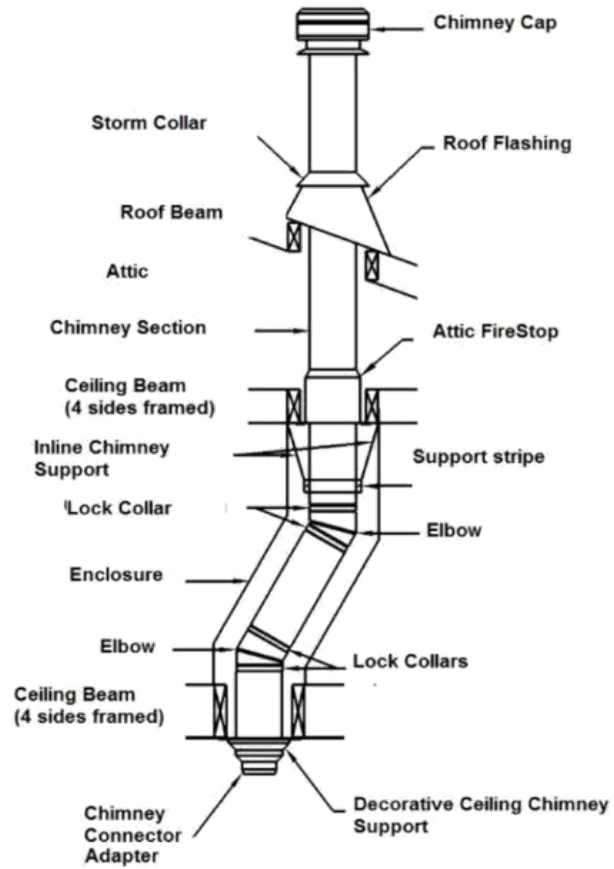 Chimney Cap
Storm Collar
Roof Flashing
Roof Beam
Attic
Chimney Section
Attic FireStop
Ceiling Beam
(4 sides framed)
Inline Chimney
Support
Support stripe
Lock Collar
Elbow
Enclosure
Elbow
Lock Collars
Ceiling Beam
(4 sides framed)
Decorative Ceiling Chimney
Support
Chimney
Connector
Adapter